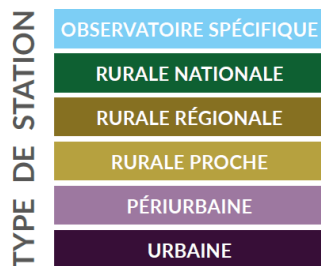 TYPE DE STATION
OBSERVATOIRE SPÉCIFIQUE
RURALE NATIONALE
RURALE RÉGIONALE
RURALE PROCHE
PÉRIURBAINE
URBAINE